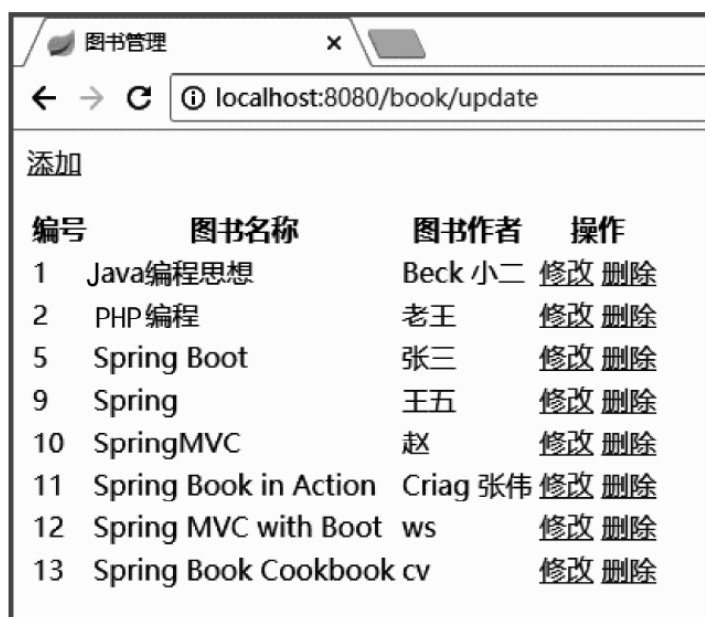 图书管理
localhost:8080/book/update
添加
编号 图书名称 图书作者 操作
1 Java编程思想 Beck 小二 修改 删除
2 PHP编程 老王 修改 删除
5 Spring Boot 张三 修改 删除
9 Spring 王五 修改 删除
10 SpringMVC 赵 修改 删除
11 Spring Book in Action Criag 张伟 修改 删除
12 Spring MVC with Boot ws 修改 删除
13 Spring Book Cookbook cv 修改 删除